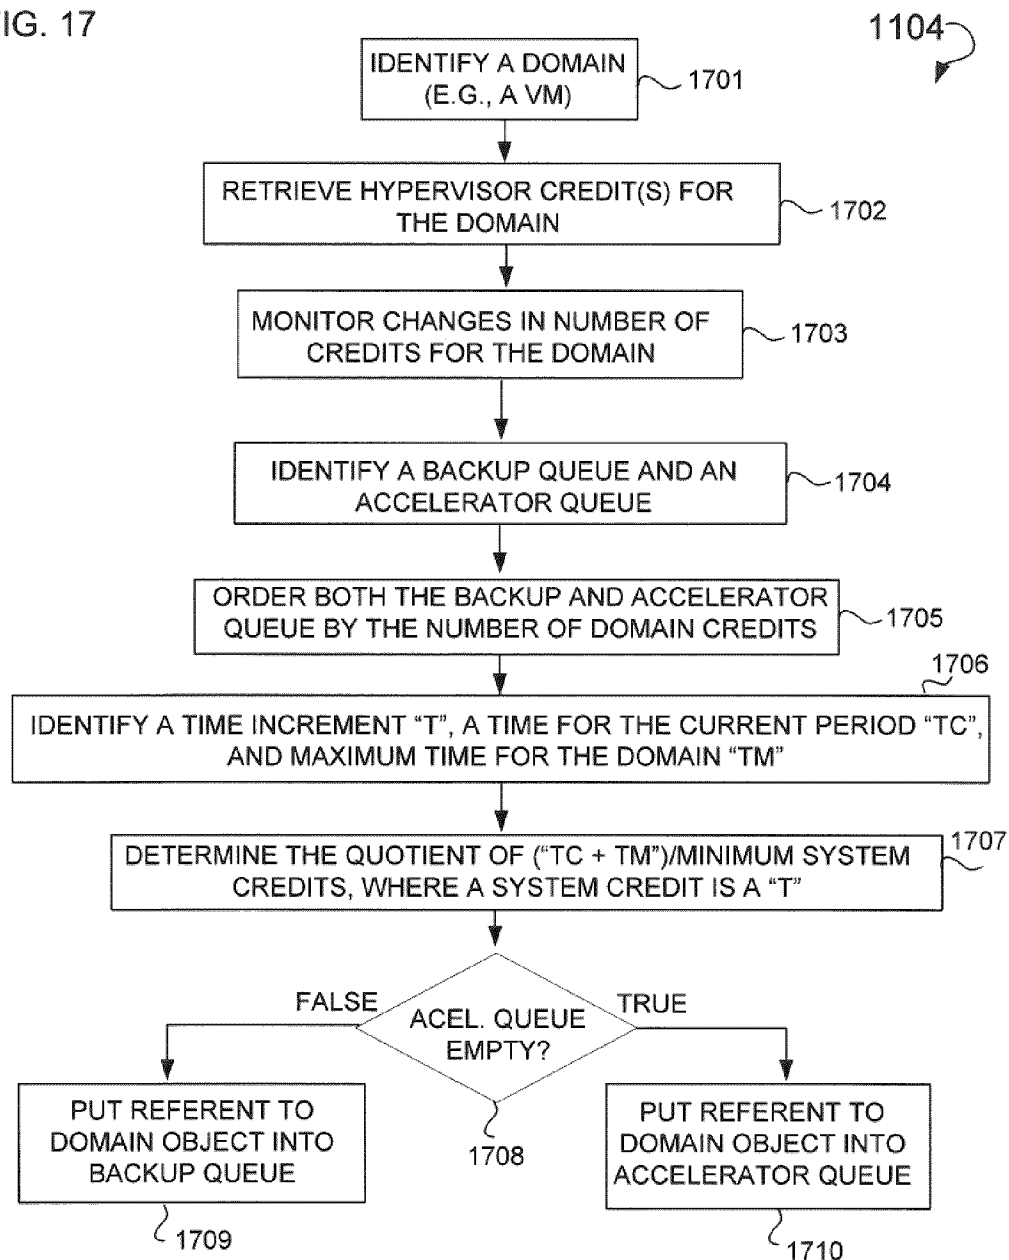 IG. 17
1104
IDENTIFY A DOMAIN
(E.G., A VM)
1701
RETRIEVE HYPERVISOR CREDIT(S) FOR
THE DOMAIN
1702
MONITOR CHANGES IN NUMBER OF
CREDITS FOR THE DOMAIN
1703
IDENTIFY A BACKUP QUEUE AND AN
ACCELERATOR QUEUE
1704
ORDER BOTH THE BACKUP AND ACCELERATOR
QUEUE BY THE NUMBER OF DOMAIN CREDITS
1705
1706
IDENTIFY A TIME INCREMENT “T”, A TIME FOR THE CURRENT PERIOD “TC”,
AND MAXIMUM TIME FOR THE DOMAIN “TM”
1707
DETERMINE THE QUOTIENT OF (“TC + TM”)/MINIMUM SYSTEM
CREDITS, WHERE A SYSTEM CREDIT IS A “T”
FALSE
TRUE
ACEL. QUEUE
EMPTY?
1708
PUT REFERENT TO
DOMAIN OBJECT INTO
BACKUP QUEUE
1709
PUT REFERENT TO
DOMAIN OBJECT INTO
ACCELERATOR QUEUE
1710